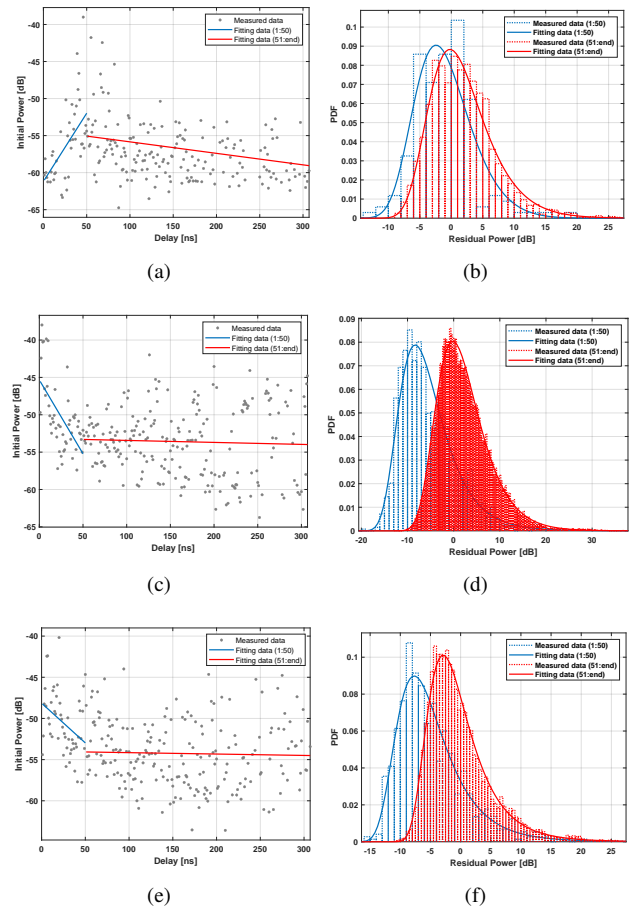 -40
-45
-50
-55
-60
-65
Initial Power [dB]
0 50 100 150 200 250 300
Delay [ns]
Measured data
Fitting data (1:50)
Fitting data (51:end)
(a)
0.1
0.09
0.08
0.07
0.06
0.05
0.04
0.03
0.02
0.01
0
PDF
-10 -5 0 5 10 15 20 25
Residual Power [dB]
Measured data (1:50)
Fitting data (1:50)
Measured data (51:end)
Fitting data (51:end)
(b)
-40
-45
-50
-55
-60
-65
Initial Power [dB]
0 50 100 150 200 250 300
Delay [ns]
Measured data
Fitting data (1:50)
Fitting data (51:end)
(c)
0.09
0.08
0.07
0.06
0.05
0.04
0.03
0.02
0.01
0
PDF
-20 -10 0 10 20 30
Residual Power [dB]
Measured data (1:50)
Fitting data (1:50)
Measured data (51:end)
Fitting data (51:end)
(d)
-40
-45
-50
-55
-60
Initial Power [dB]
0 50 100 150 200 250 300
Delay [ns]
Measured data
Fitting data (1:50)
Fitting data (51:end)
(e)
0.1
0.08
0.06
0.04
0.02
0
PDF
-15 -10 -5 0 5 10 15 20 25
Residual Power [dB]
Measured data (1:50)
Fitting data (1:50)
Measured data (51:end)
Fitting data (51:end)
(f)